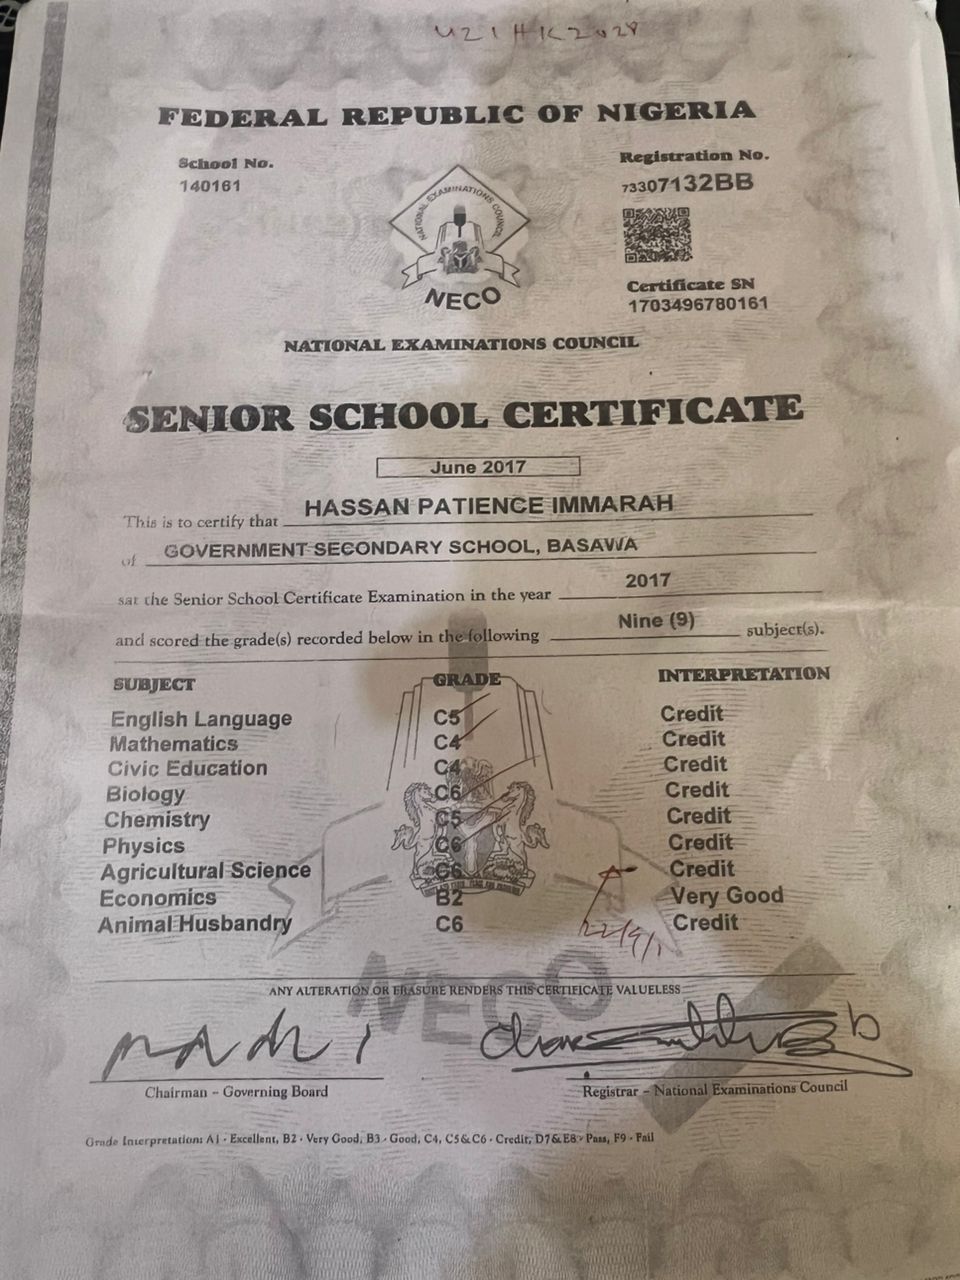 FEDERAL REPUBLIC OF NIGERIA
School No.
140161
Registration No.
73307132BB
NATIONAL EXAMINATIONS COUNCIL
NECO
Certificate SN
1703496780161
NATIONAL EXAMINATIONS COUNCIL
SENIOR SCHOOL CERTIFICATE
June 2017
This is to certify that HASSAN PATIENCE IMMARAH
of GOVERNMENT SECONDARY SCHOOL, BASAWA
sat the Senior School Certificate Examination in the year 2017
and scored the grade(s) recorded below in the following Nine (9) subject(s).
SUBJECT GRADE INTERPRETATION
English Language C5 Credit
Mathematics C4 Credit
Civic Education C4 Credit
Biology C6 Credit
Chemistry C5 Credit
Physics C6 Credit
Agricultural Science C6 Credit
Economics B2 Very Good
Animal Husbandry C6 Credit
NECO
ANY ALTERATION OR ERASURE RENDERS THIS CERTIFICATE VALUELESS
Chairman - Governing Board
Registrar - National Examinations Council
Grade Interpretation: A1 - Excellent, B2 - Very Good, B3 - Good, C4, C5 & C6 - Credit, D7 & E8 - Pass, F9 - Fail